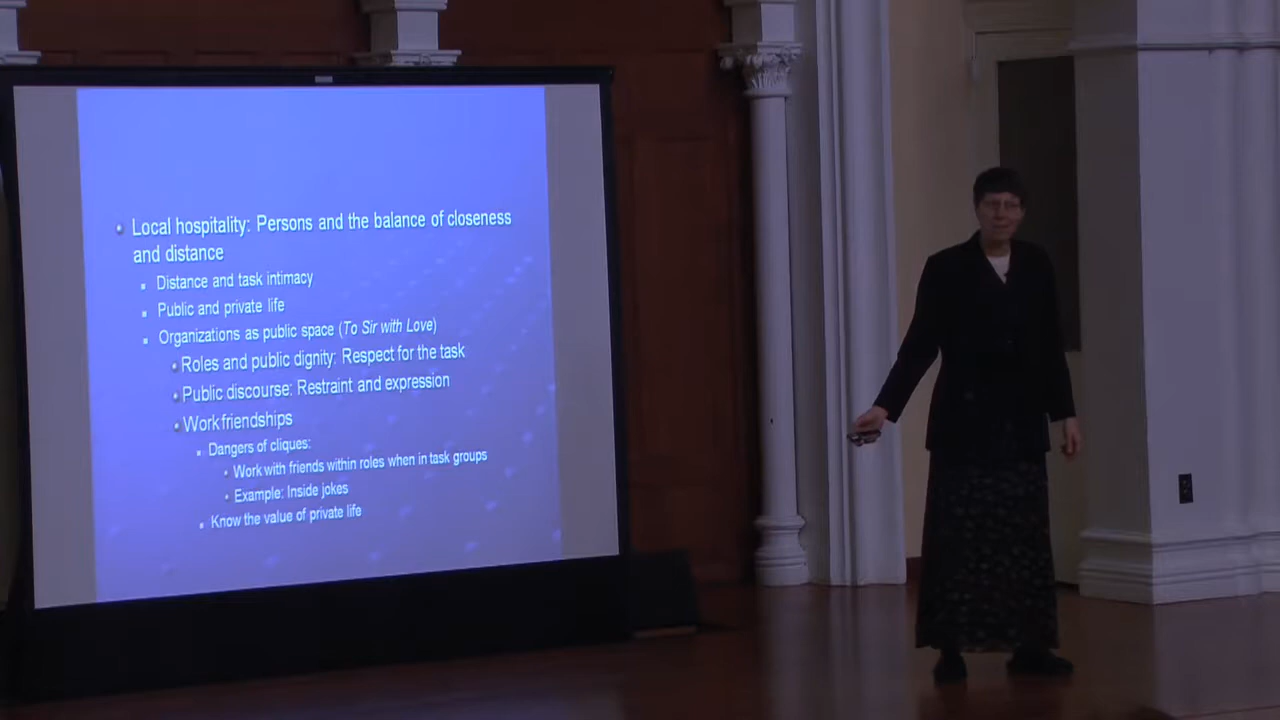 Local hospitality: Persons and the balance of closeness
and distance
Distance and task intimacy
Public and private life
Organizations as public space (To Sir with Love)
Roles and public dignity: Respect for the task
Public discourse: Restraint and expression
Work friendships
Dangers of cliques:
Work with friends within roles when in task groups
Example: Inside jokes
Know the value of private life